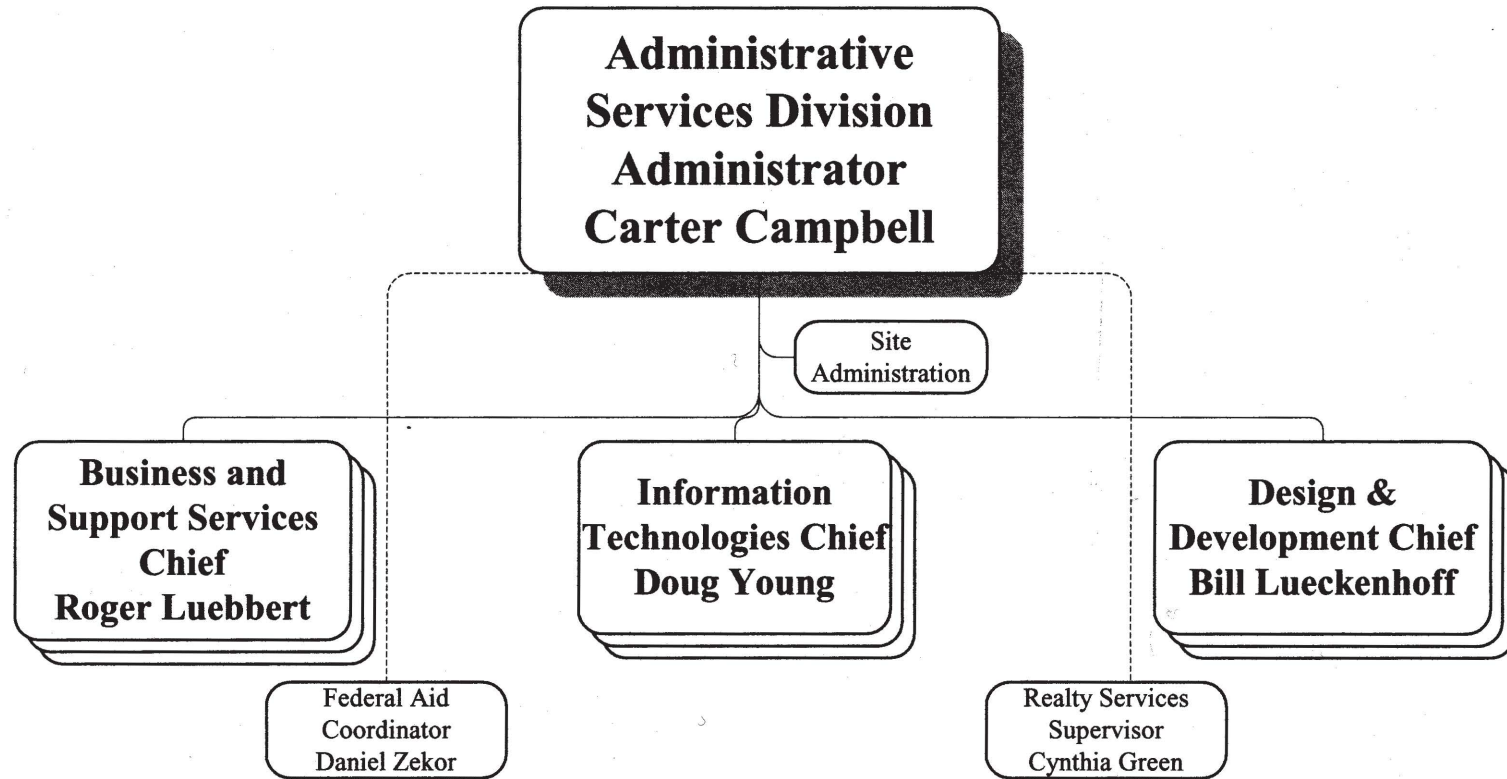 Administrative
Services Division
Administrator
Carter Campbell
Site
Administration
Business and
Support Services
Chief
Roger Luebbert
Information
Technologies Chief
Doug Young
Design &
Development Chief
Bill Lueckenhoff
Federal Aid
Coordinator
Daniel Zekor
Realty Services
Supervisor
Cynthia Green